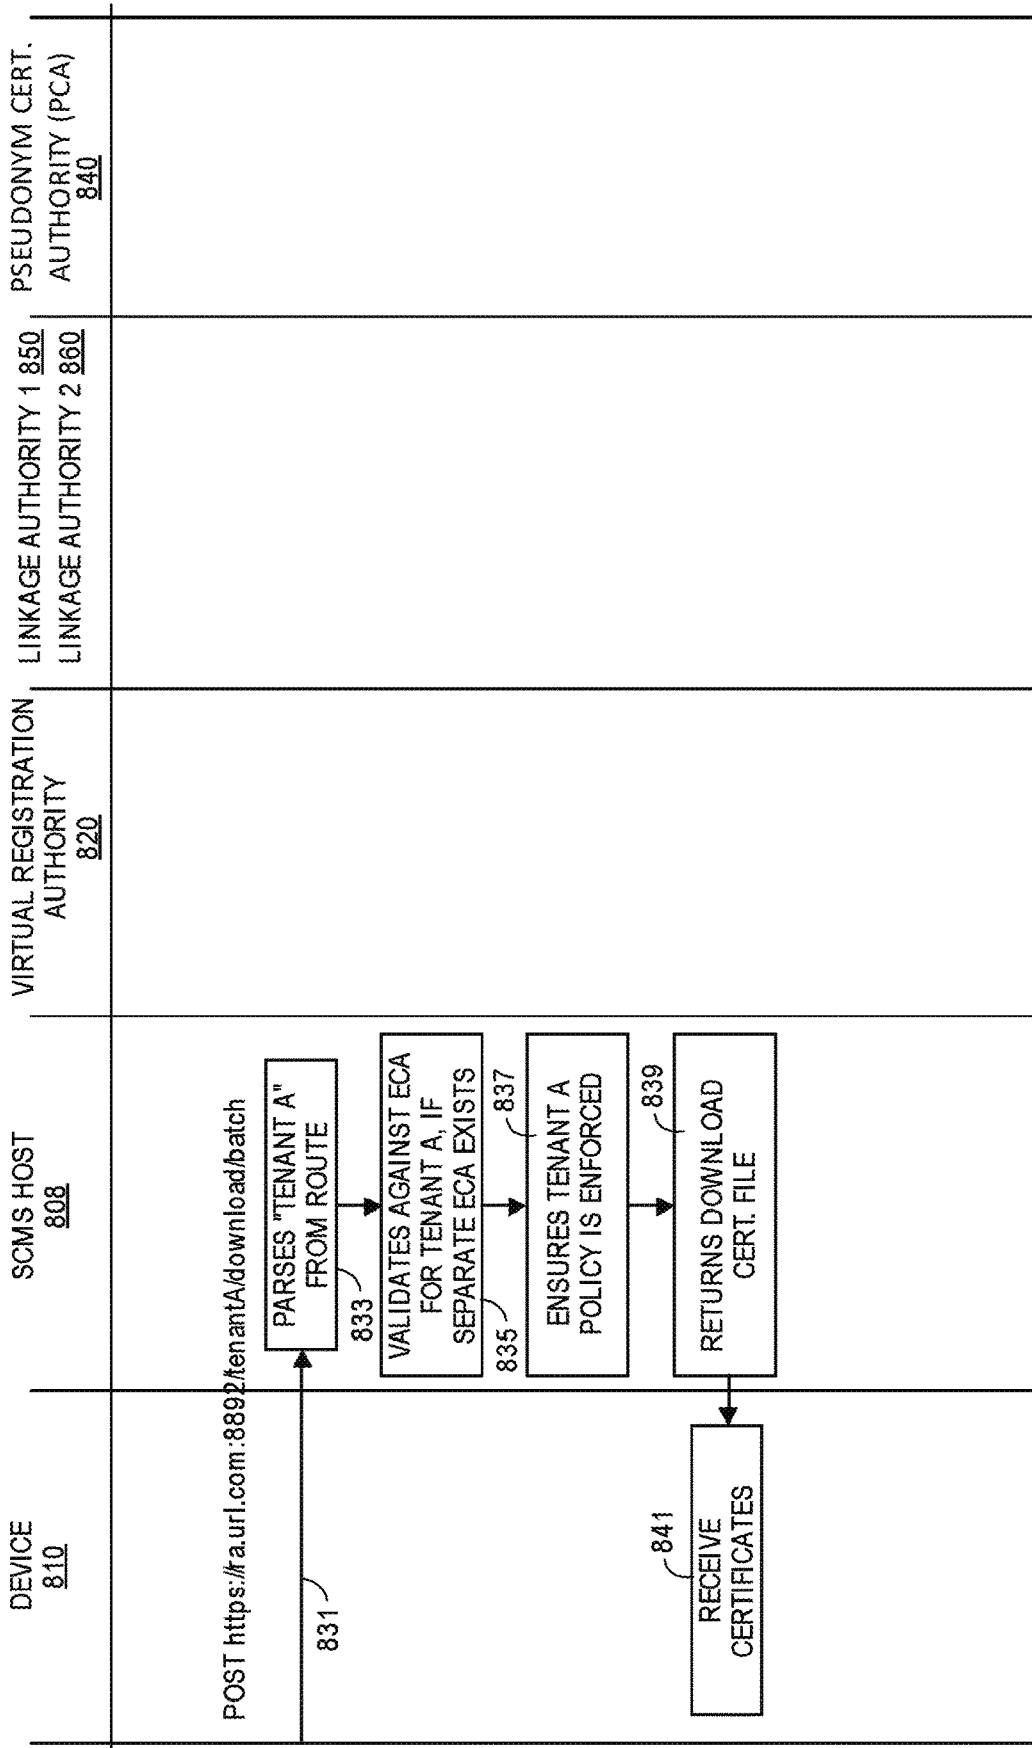 DEVICE
810
SCMS HOST
808
VIRTUAL REGISTRATION
AUTHORITY
820
LINKAGE AUTHORITY 1 850
LINKAGE AUTHORITY 2 860
PSEUDONYM CERT.
AUTHORITY (PCA)
840
POST https://ra.url.com:8892/tenantA/download/batch
831
PARSES "TENANT A"
FROM ROUTE
833
VALIDATES AGAINST ECA
FOR TENANT A, IF
SEPARATE ECA EXISTS
835
837
ENSURES TENANT A
POLICY IS ENFORCED
839
RETURNS DOWNLOAD
CERT. FILE
841
RECEIVE
CERTIFICATES